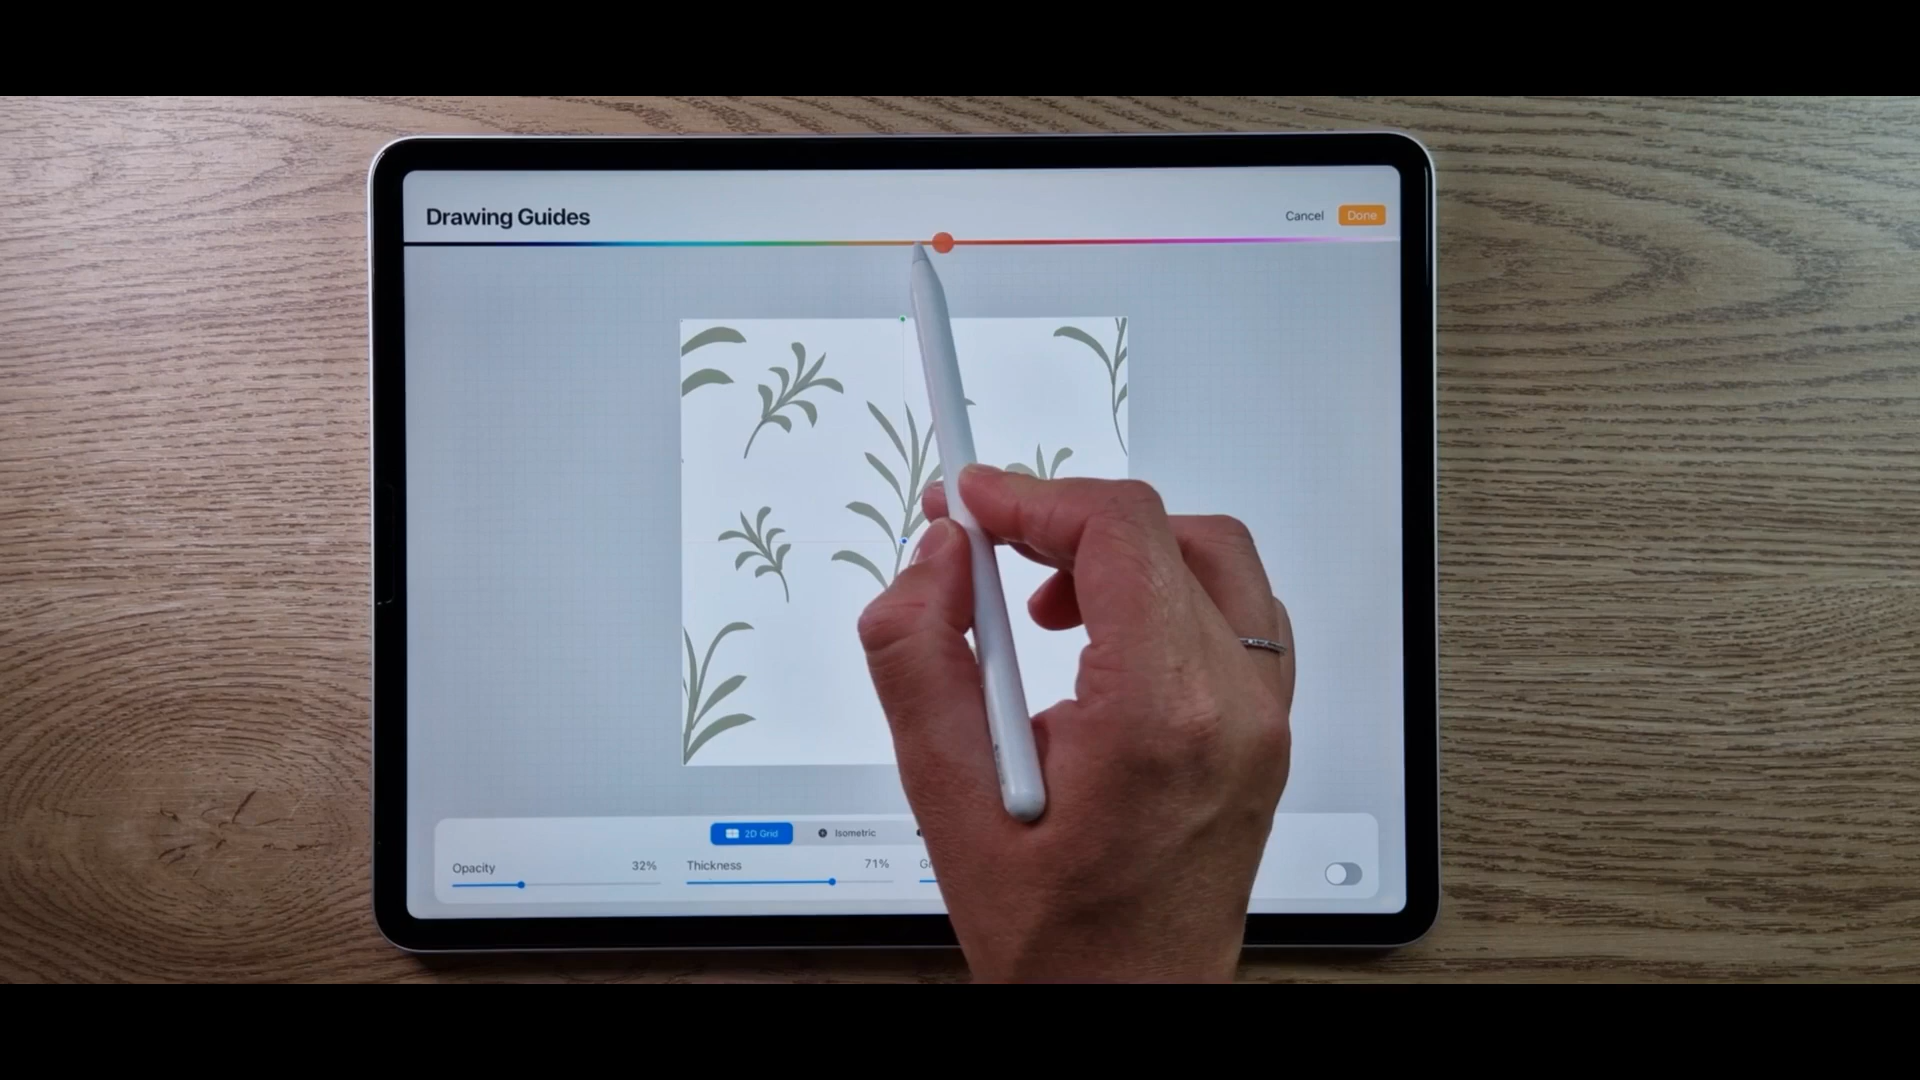 Drawing Guides
Cancel
Done
2D Grid
Isometric
Opacity
32%
Thickness
71%